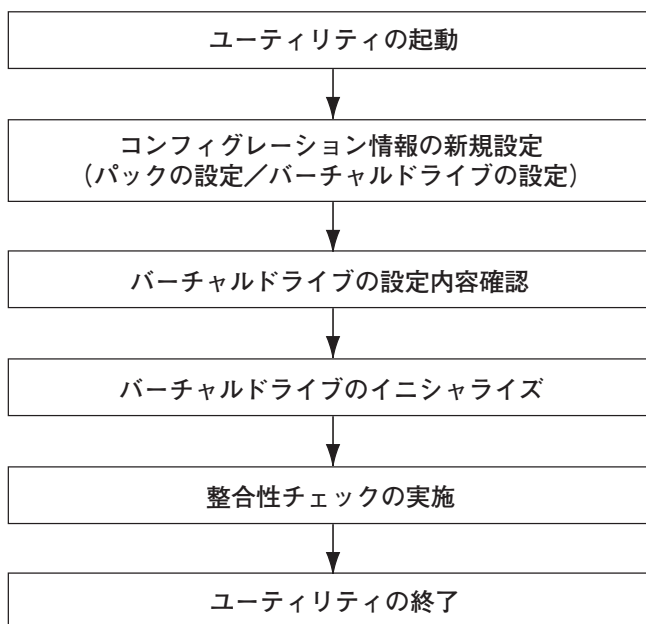 ユーティリティの起動
コンフィグレーション情報の新規設定
（パックの設定／バーチャルドライブの設定）
バーチャルドライブの設定内容確認
バーチャルドライブのイニシャライズ
整合性チェックの実施
ユーティリティの終了